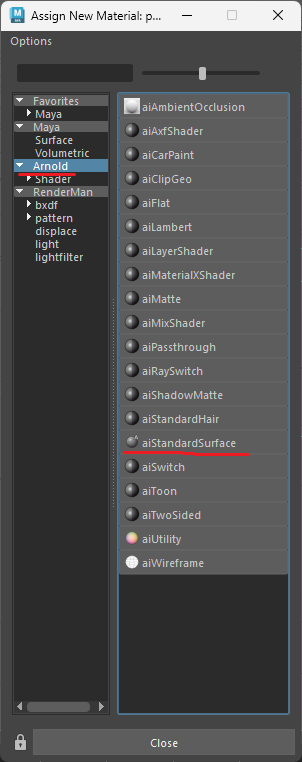 Assign New Material: p...
Options
Favorites
Maya
Maya
Surface
Volumetric
Arnold
Shader
RenderMan
bxdf
pattern
displace
light
lightfilter
aiAmbientOcclusion
aiAxfShader
aiCarPaint
aiClipGeo
aiFlat
aiLambert
aiLayerShader
aiMaterialXShader
aiMatte
aiMixShader
aiPassthrough
aiRaySwitch
aiShadowMatte
aiStandardHair
aiStandardSurface
aiSwitch
aiToon
aiTwoSided
aiUtility
aiWireframe
Close